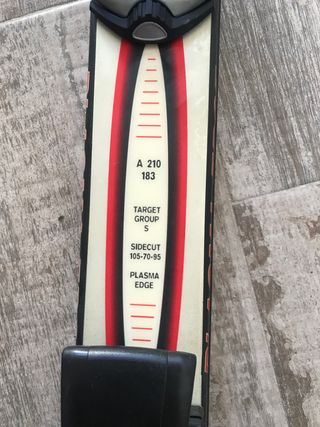 A 210
183
TARGET
GROUP
S
SIDECUT
105-70-95
PLASMA
EDGE